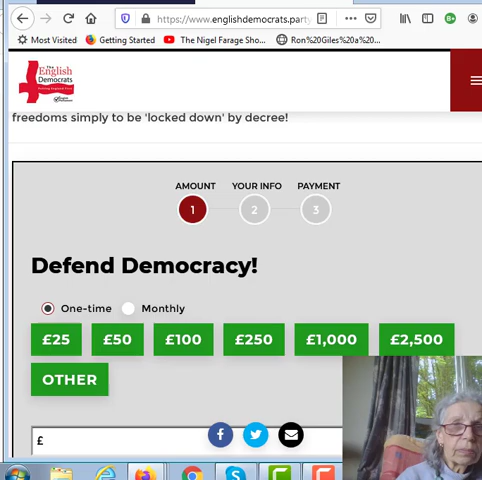 https://www.englishdemocrats.party
Most Visited Getting Started The Nigel Farage Sho... Ron%20Giles%20a%20...
The
English
Democrats
freedoms simply to be 'locked down' by decree!
AMOUNT YOUR INFO PAYMENT
1 2 3
Defend Democracy!
One-time Monthly
£25 £50 £100 £250 £1,000 £2,500
OTHER
£